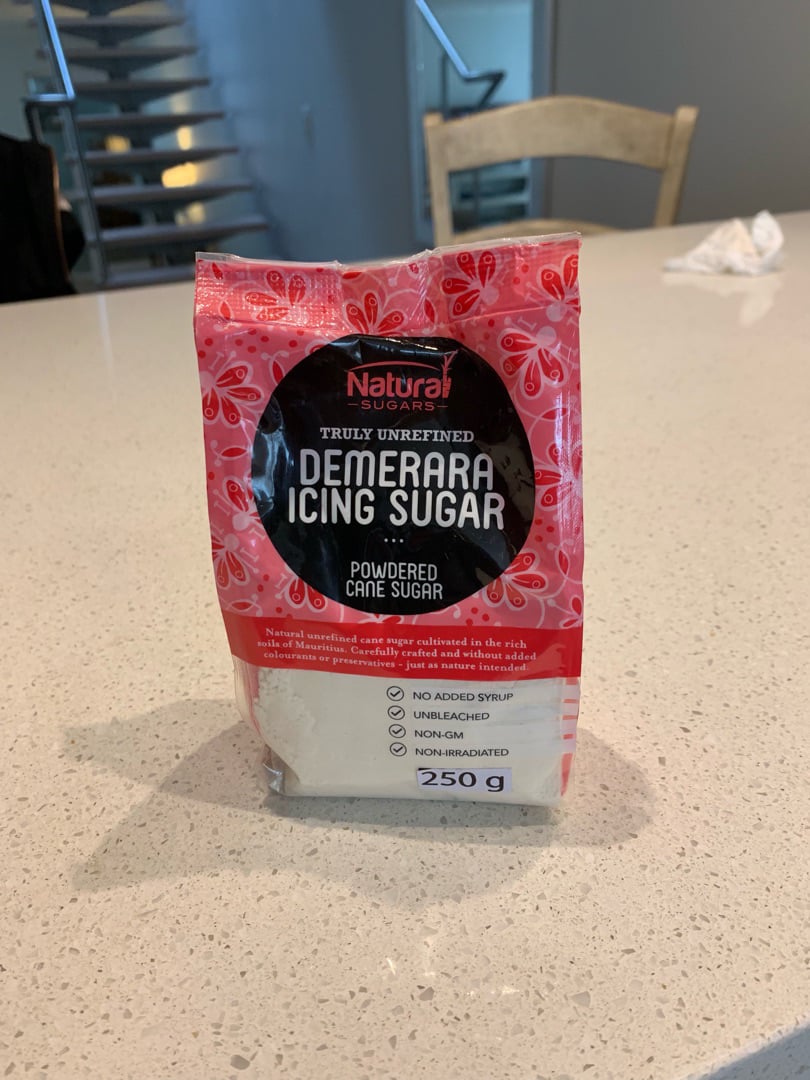 Natural
SUGARS
TRULY UNREFINED
DEMERARA
ICING SUGAR
...
POWDERED
CANE SUGAR
Natural unrefined cane sugar cultivated in the rich
soils of Mauritius. Carefully crafted and without added
colourants or preservatives - just as nature intended.
NO ADDED SYRUP
UNBLEACHED
NON-GM
NON-IRRADIATED
250 g